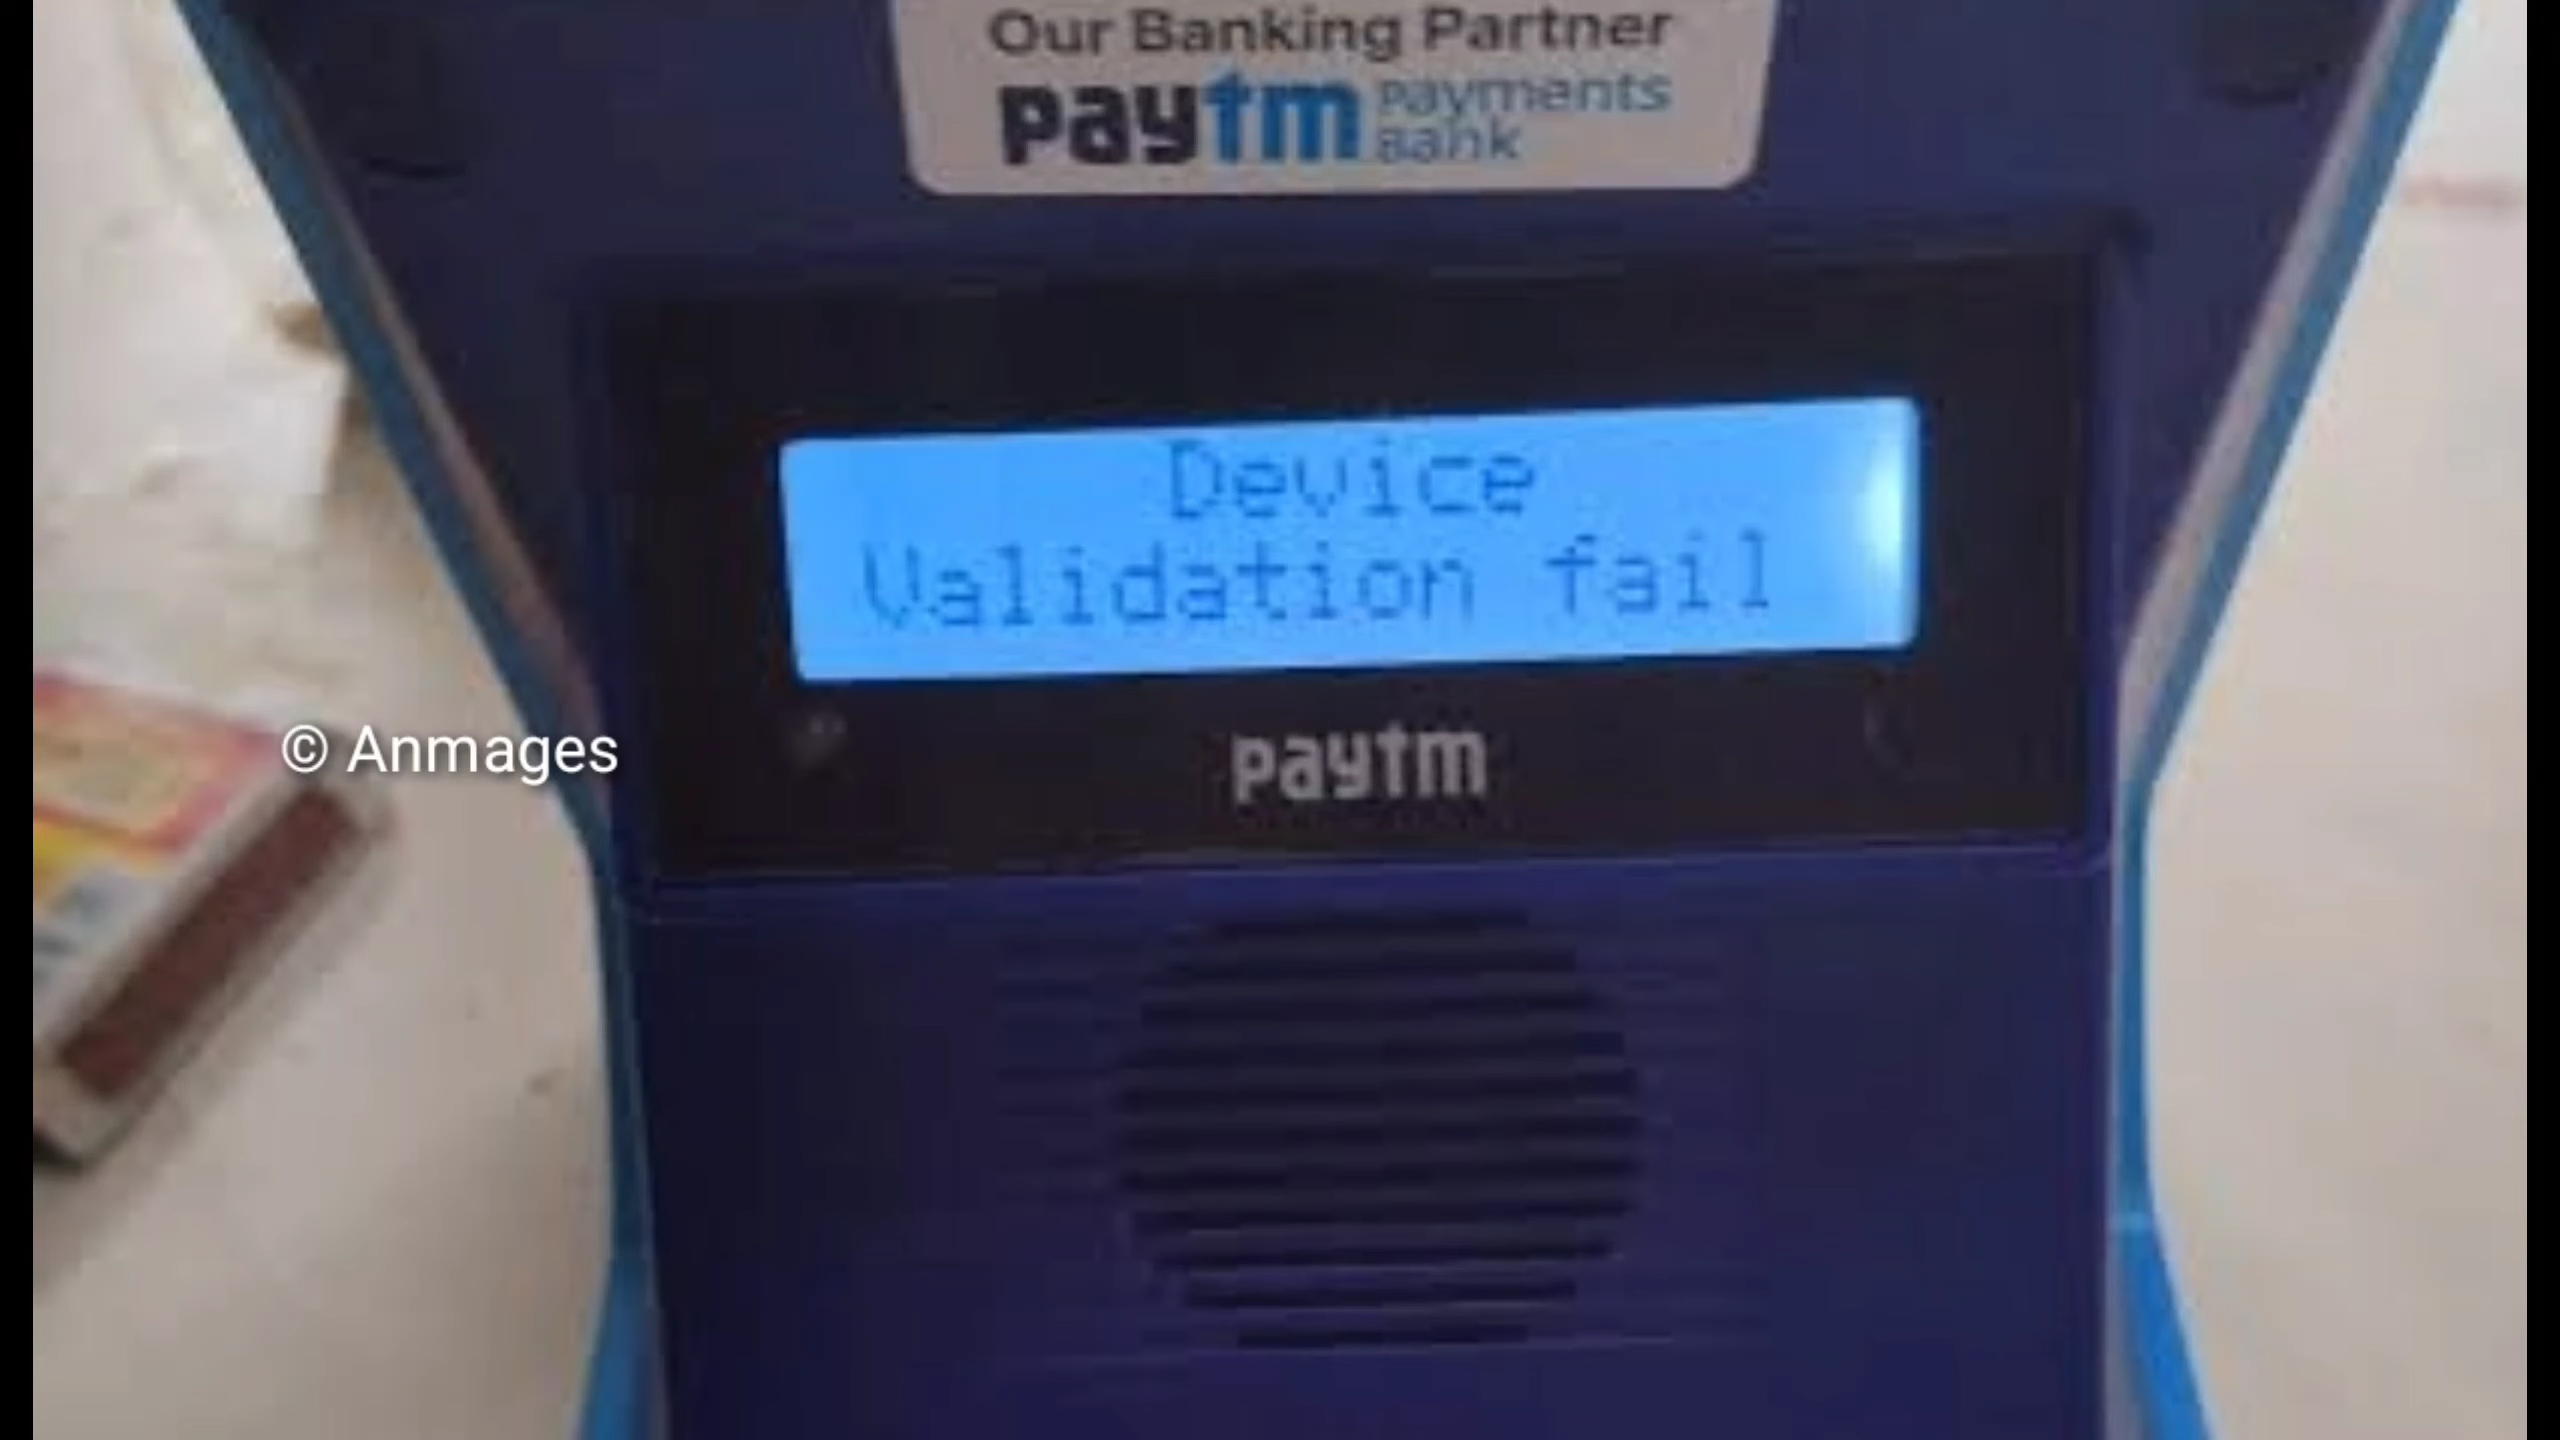 Our Banking Partner
paytm payments
bank
Device
Validation fail
© Anmages
paytm